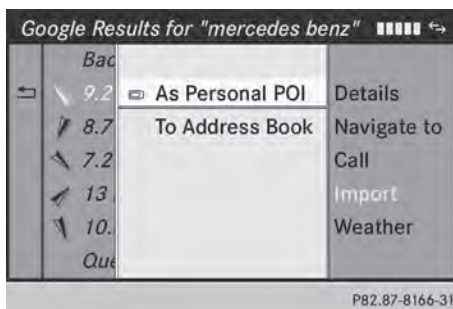 Google Results for "mercedes benz"
Bac
9.2 As Personal POI Details
8.7 To Address Book Navigate to
7.2 Call
13 Import
10. Weather
Que
P82.87-8166-31